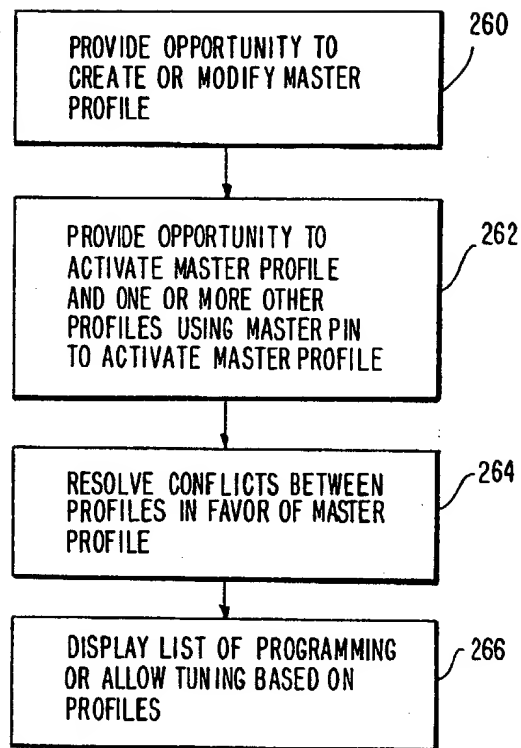 260
PROVIDE OPPORTUNITY TO
CREATE OR MODIFY MASTER
PROFILE
262
PROVIDE OPPORTUNITY TO
ACTIVATE MASTER PROFILE
AND ONE OR MORE OTHER
PROFILES USING MASTER PIN
TO ACTIVATE MASTER PROFILE
264
RESOLVE CONFLICTS BETWEEN
PROFILES IN FAVOR OF MASTER
PROFILE
266
DISPLAY LIST OF PROGRAMMING
OR ALLOW TUNING BASED ON
PROFILES